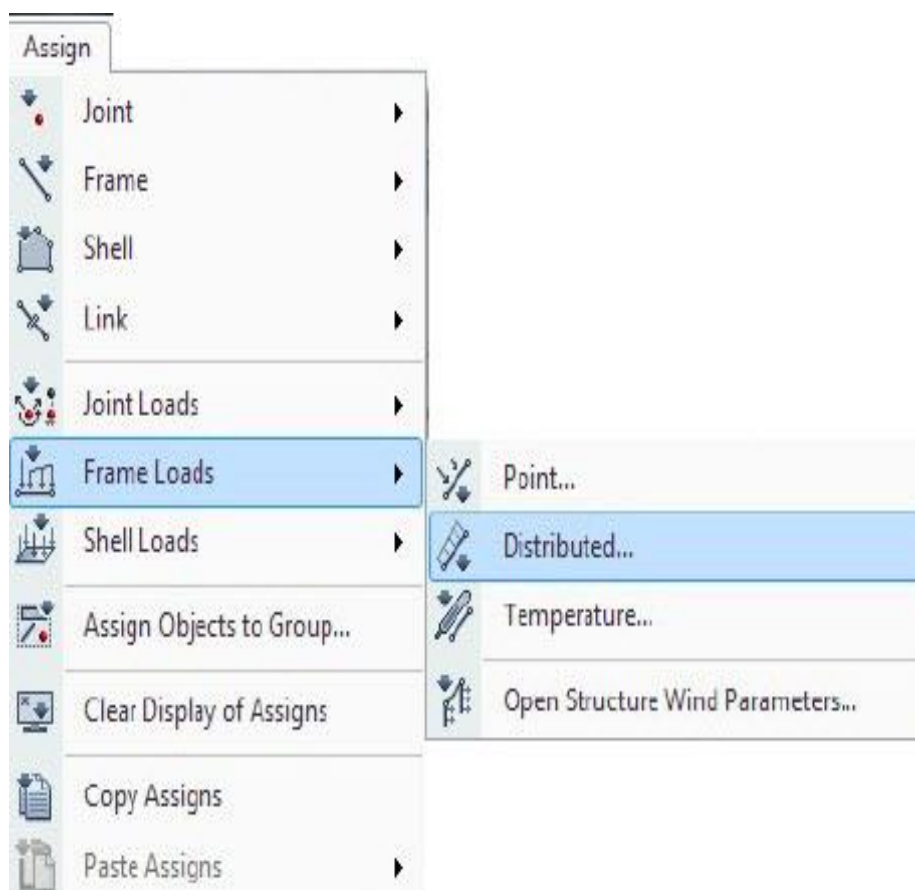 Assign
Joint
Frame
Shell
Link
Joint Loads
Frame Loads
Shell Loads
Assign Objects to Group...
Clear Display of Assigns
Copy Assigns
Paste Assigns
Point...
Distributed...
Temperature...
Open Structure Wind Parameters...